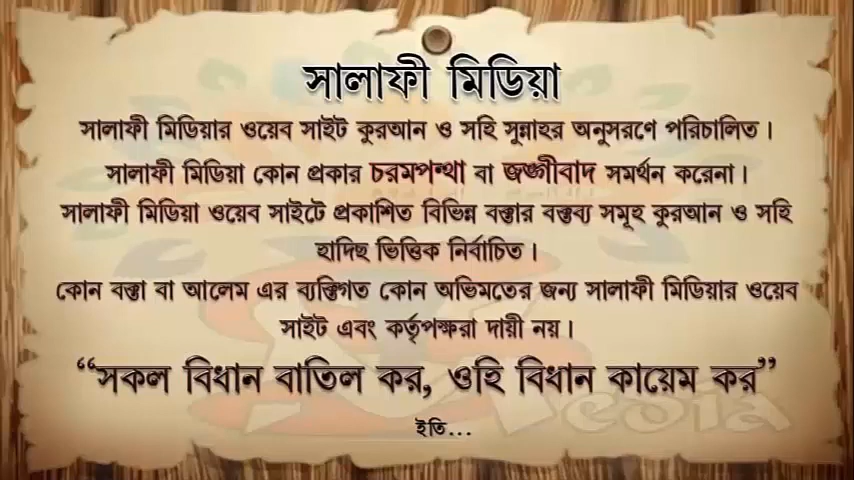 সালাফী মিডিয়া
সালাফী মিডিয়ার ওয়েব সাইট কুরআন ও সহি সুন্নাহর অনুসরণে পরিচালিত।
সালাফী মিডিয়া কোন প্রকার চরমপন্থা বা জঙ্গীবাদ সমর্থন করেনা।
সালাফী মিডিয়া ওয়েব সাইটে প্রকাশিত বিভিন্ন বক্তার বক্তব্য সমূহ কুরআন ও সহি
হাদিছ ভিত্তিক নির্বাচিত।
কোন বক্তা বা আলেম এর ব্যক্তিগত কোন অভিমতের জন্য সালাফী মিডিয়ার ওয়েব
সাইট এবং কর্তৃপক্ষরা দায়ী নয়।
“সকল বিধান বাতিল কর, ওহি বিধান কায়েম কর”
ইতি...